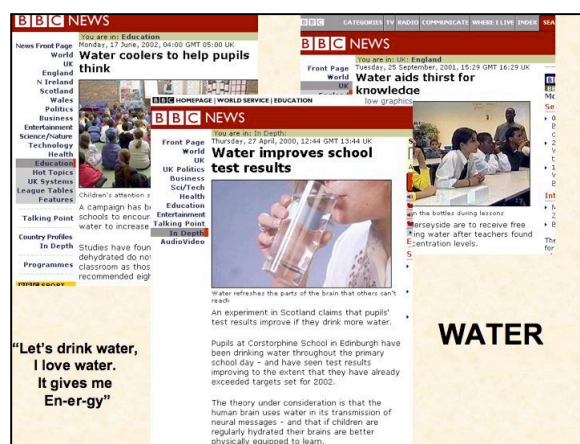 BBC NEWS
You are in: Education
Monday, 17 June, 2002, 04:00 GMT 05:00 UK
Water coolers to help pupils
think
News Front Page
World
UK
England
N Ireland
Scotland
Wales
Politics
Business
Entertainment
Science/Nature
Technology
Health
Education
Hot Topics
UK Systems
League Tables
Features
Talking Point
Country Profiles
In Depth
Programmes
SPORT
Children's attention
A campaign has
schools to encour
water to increase
Studies have foun
dehydrated do not
classroom as thos
recommended eigh
BBC CATEGORIES TV RADIO COMMUNICATE WHERE I LIVE INDEX SEA
BBC NEWS
You are in: UK: England
Tuesday, 25 September, 2001, 15:29 GMT 16:29 UK
Water aids thirst for
knowledge
low graphics
Front Page
World
UK
in the bottles during lessons
erseyside are to receive free
ng water after teachers found
centration levels.
BBC HOMEPAGE | WORLD SERVICE | EDUCATION
BBC NEWS
You are in: In Depth:
Thursday, 27 April, 2000, 12:44 GMT 13:44 UK
Water improves school
test results
Front Page
World
UK
UK Politics
Business
Sci/Tech
Health
Education
Entertainment
Talking Point
In Depth
AudioVideo
Water refreshes the parts of the brain that others can't
reach
An experiment in Scotland claims that pupils'
test results improve if they drink more water.
Pupils at Corstorphine School in Edinburgh have
been drinking water throughout the primary
school day - and have seen test results
improving to the extent that they have already
exceeded targets set for 2002.
The theory under consideration is that the
human brain uses water in its transmission of
neural messages - and that if children are
regularly hydrated their brains are better
physically equipped to learn.
"Let's drink water,
I love water.
It gives me
En-er-gy"
WATER